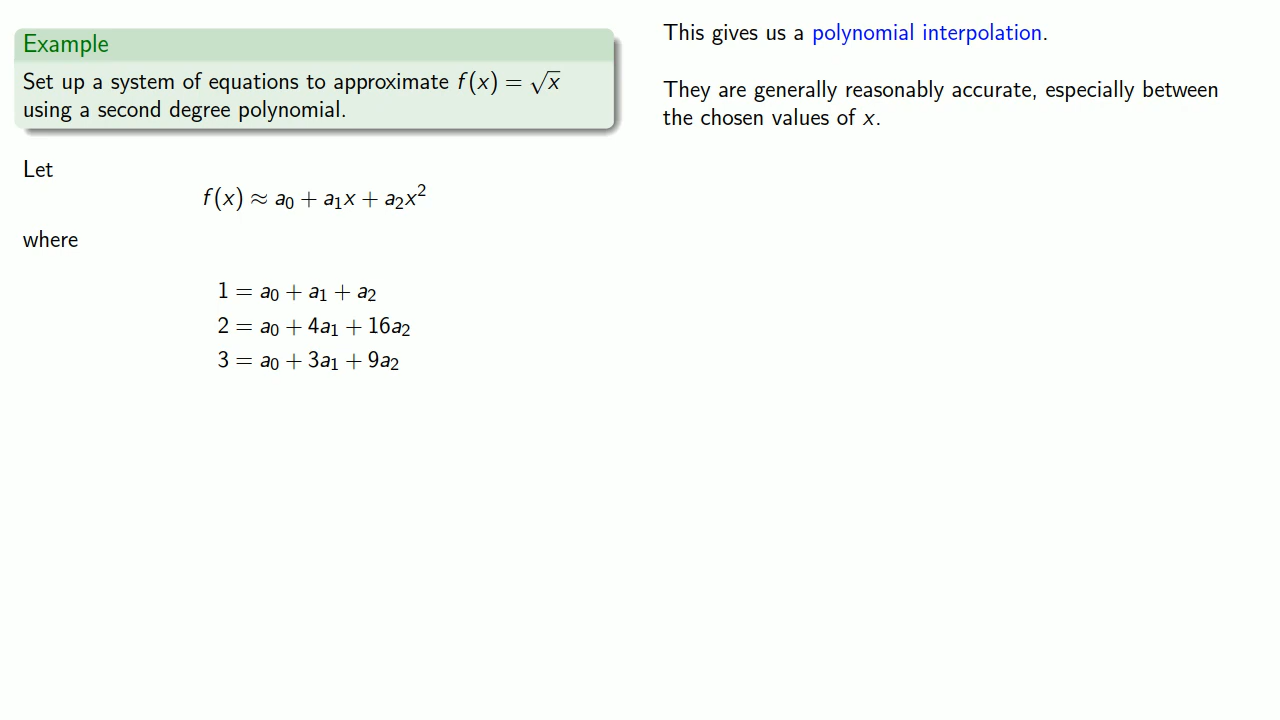 Example
Set up a system of equations to approximate f(x) = √x
using a second degree polynomial.
Let
f(x) ≈ a₀ + a₁x + a₂x²
where
1 = a₀ + a₁ + a₂
2 = a₀ + 4a₁ + 16a₂
3 = a₀ + 3a₁ + 9a₂
This gives us a polynomial interpolation.
They are generally reasonably accurate, especially between
the chosen values of x.